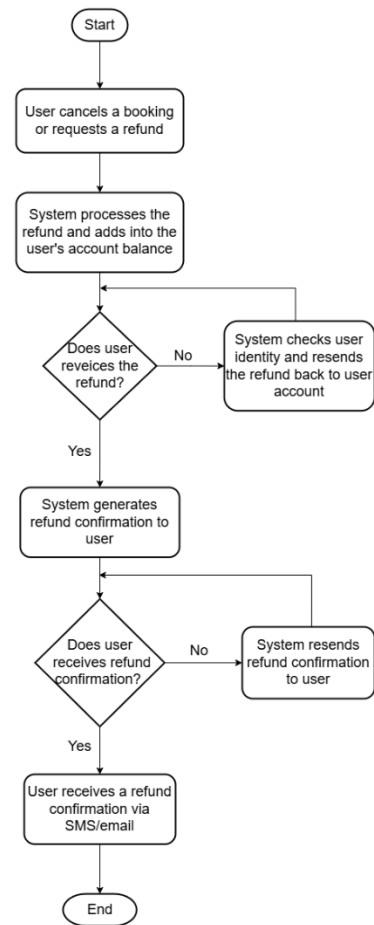 Start
User cancels a booking
or requests a refund
System processes the
refund and adds into the
user's account balance
Does user
reveices the
refund?
No
System checks user
identity and resends
the refund back to user
account
Yes
System generates
refund confirmation to
user
Does user
receives refund
confirmation?
No
System resends
refund confirmation
to user
Yes
User receives a refund
confirmation via
SMS/email
End